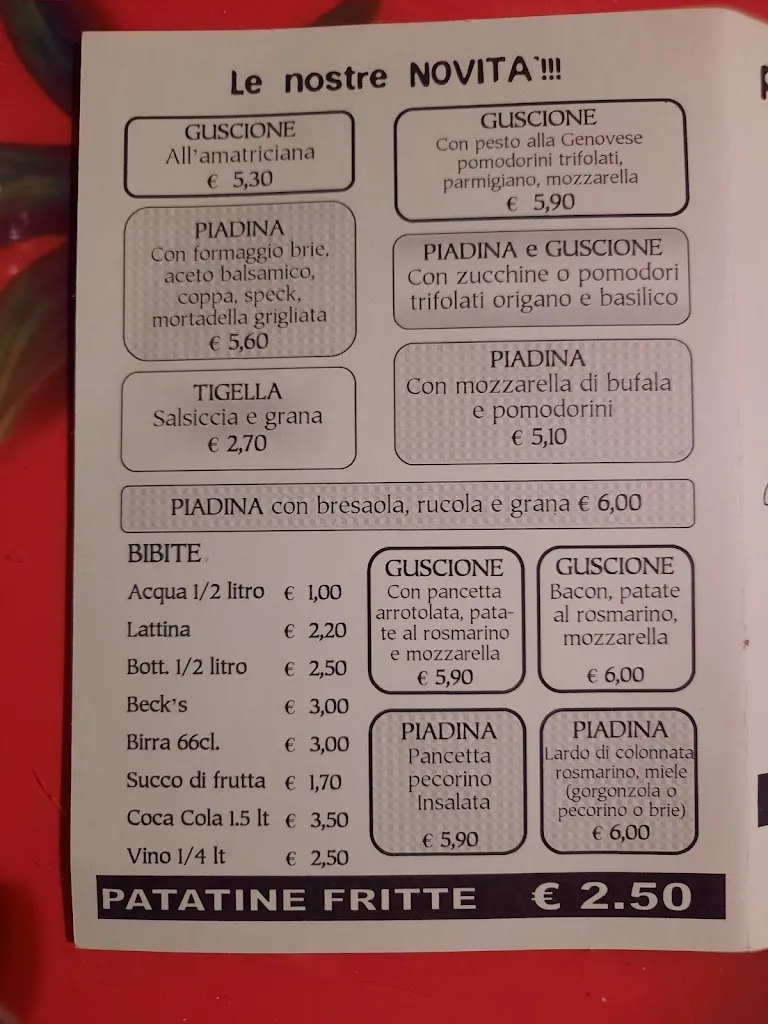 Le nostre NOVITA'!!!
GUSCIONE
All'amatriciana
€ 5,30
GUSCIONE
Con pesto alla Genovese
pomodorini trifolati,
parmigiano, mozzarella
€ 5,90
PIADINA
Con formaggio brie,
aceto balsamico,
coppa, speck,
mortadella grigliata
€ 5,60
PIADINA e GUSCIONE
Con zucchine o pomodori
trifolati origano e basilico
TIGELLA
Salsiccia e grana
€ 2,70
PIADINA
Con mozzarella di bufala
e pomodorini
€ 5,10
PIADINA con bresaola, rucola e grana € 6,00
BIBITE
Acqua 1/2 litro € 1,00
Lattina € 2,20
Bott. 1/2 litro € 2,50
Beck's € 3,00
Birra 66cl. € 3,00
Succo di frutta € 1,70
Coca Cola 1.5 lt € 3,50
Vino 1/4 lt € 2,50
GUSCIONE
Con pancetta
arrotolata, pata-
te al rosmarino
e mozzarella
€ 5,90
GUSCIONE
Bacon, patate
al rosmarino,
mozzarella
€ 6,00
PIADINA
Pancetta
pecorino
Insalata
€ 5,90
PIADINA
Lardo di colonnata
rosmarino, miele
(gorgonzola o
pecorino o brie)
€ 6,00
PATATINE FRITTE € 2.50